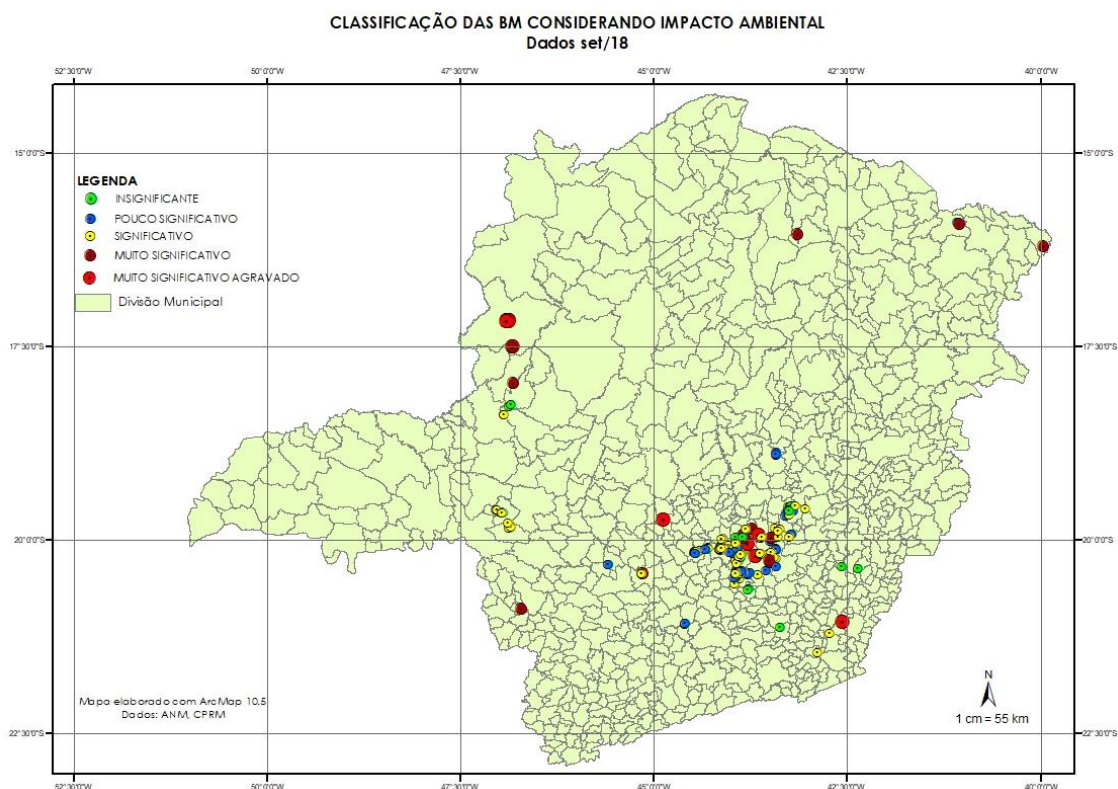 CLASSIFICAÇÃO DAS BM CONSIDERANDO IMPACTO AMBIENTAL
Dados set/18
52°30'0"W 50°0'0"W 47°30'0"W 45°0'0"W 42°30'0"W 40°0'0"W
15°0'0"S 15°0'0"S
LEGENDA
INSIGNIFICANTE
POUCO SIGNIFICATIVO
SIGNIFICATIVO
MUITO SIGNIFICATIVO
MUITO SIGNIFICATIVO AGRAVADO
Divisão Municipal
17°30'0"S 17°30'0"S
20°0'0"S 20°0'0"S
N
Mapa elaborado com ArcMap 10.5
Dados: ANM, CPRM
1 cm = 55 km
22°30'0"S 22°30'0"S
52°30'0"W 50°0'0"W 47°30'0"W 45°0'0"W 42°30'0"W 40°0'0"W